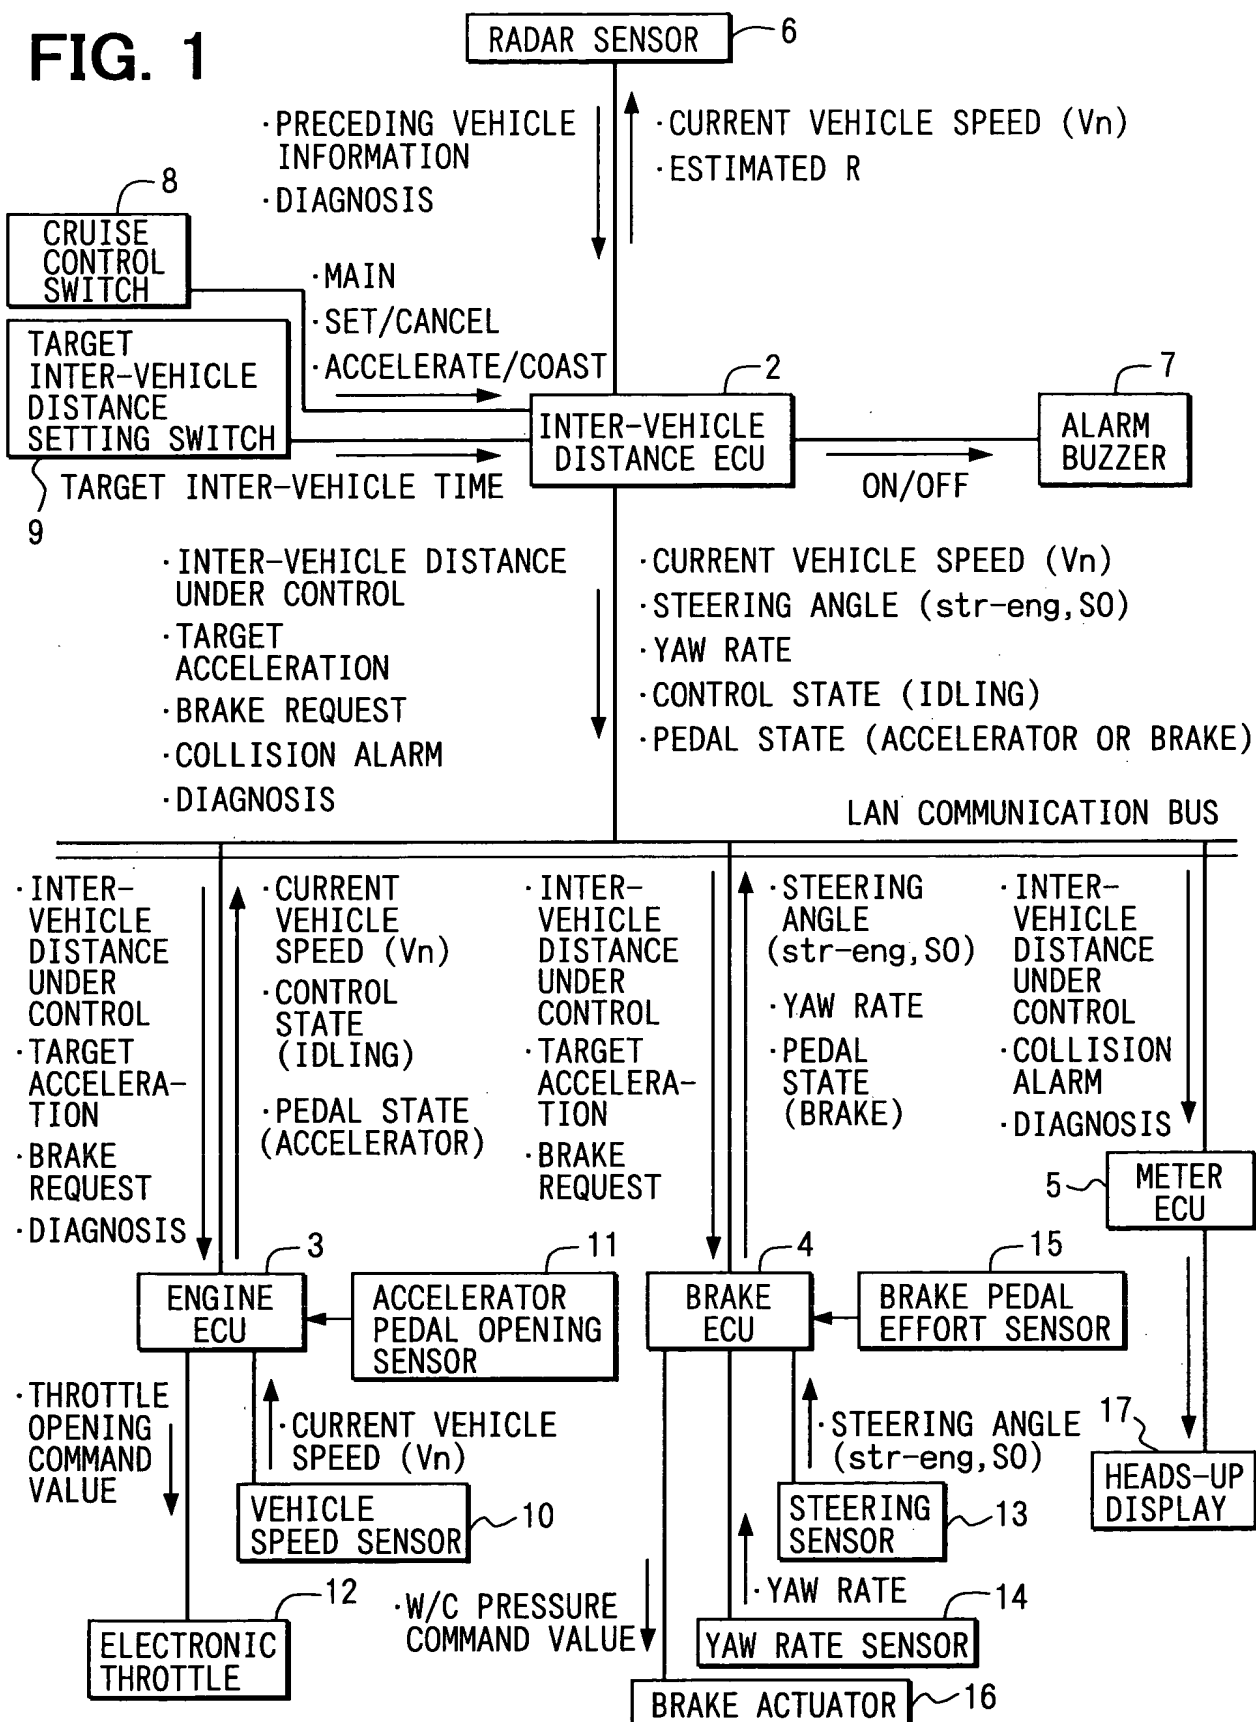 FIG. 1
RADAR SENSOR
6
·PRECEDING VEHICLE
INFORMATION
·DIAGNOSIS
·CURRENT VEHICLE SPEED (Vn)
·ESTIMATED R
8
CRUISE
CONTROL
SWITCH
·MAIN
·SET/CANCEL
·ACCELERATE/COAST
TARGET
INTER-VEHICLE
DISTANCE
SETTING SWITCH
9
TARGET INTER-VEHICLE TIME
2
INTER-VEHICLE
DISTANCE ECU
7
ALARM
BUZZER
ON/OFF
·INTER-VEHICLE DISTANCE
UNDER CONTROL
·TARGET
ACCELERATION
·BRAKE REQUEST
·COLLISION ALARM
·DIAGNOSIS
·CURRENT VEHICLE SPEED (Vn)
·STEERING ANGLE (str-eng,SO)
·YAW RATE
·CONTROL STATE (IDLING)
·PEDAL STATE (ACCELERATOR OR BRAKE)
LAN COMMUNICATION BUS
·INTER-
VEHICLE
DISTANCE
UNDER
CONTROL
·TARGET
ACCELERA-
TION
·BRAKE
REQUEST
·DIAGNOSIS
·CURRENT
VEHICLE
SPEED (Vn)
·CONTROL
STATE
(IDLING)
·PEDAL STATE
(ACCELERATOR)
·INTER-
VEHICLE
DISTANCE
UNDER
CONTROL
·TARGET
ACCELERA-
TION
·BRAKE
REQUEST
·STEERING
ANGLE
(str-eng,SO)
·YAW RATE
·PEDAL
STATE
(BRAKE)
·INTER-
VEHICLE
DISTANCE
UNDER
CONTROL
·COLLISION
ALARM
·DIAGNOSIS
5
METER
ECU
3
ENGINE
ECU
11
ACCELERATOR
PEDAL OPENING
SENSOR
4
BRAKE
ECU
15
BRAKE PEDAL
EFFORT SENSOR
·THROTTLE
OPENING
COMMAND
VALUE
·CURRENT VEHICLE
SPEED (Vn)
VEHICLE
SPEED SENSOR
10
·STEERING ANGLE
(str-eng,SO)
STEERING
SENSOR
13
17
HEADS-UP
DISPLAY
12
ELECTRONIC
THROTTLE
·W/C PRESSURE
COMMAND VALUE
·YAW RATE
14
YAW RATE SENSOR
BRAKE ACTUATOR
16